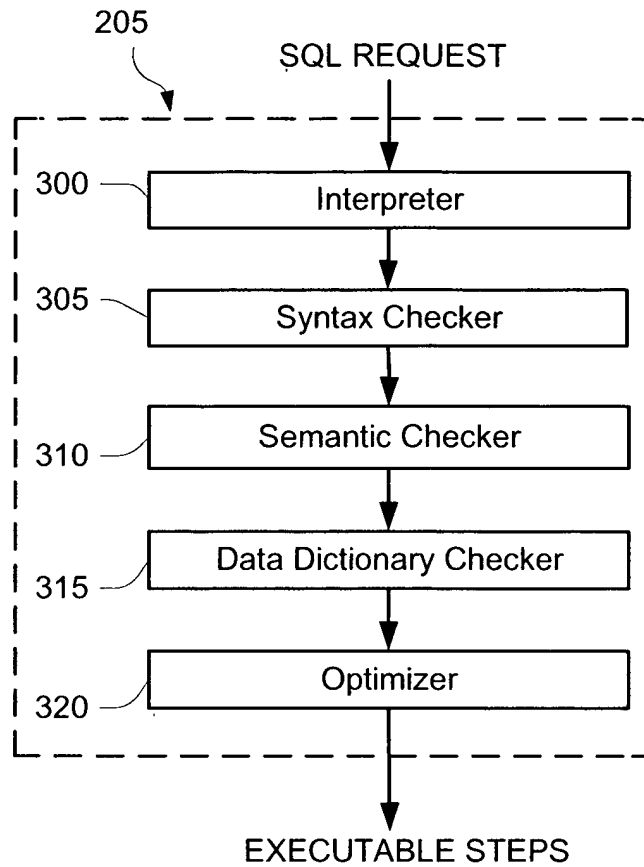 205
SQL REQUEST
300
Interpreter
305
Syntax Checker
310
Semantic Checker
315
Data Dictionary Checker
320
Optimizer
EXECUTABLE STEPS